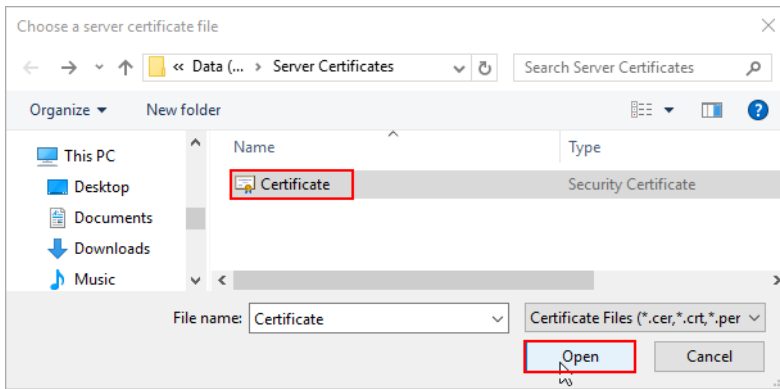 Choose a server certificate file
« Data (... > Server Certificates
Search Server Certificates
Organize
New folder
?
This PC
Desktop
Documents
Downloads
Music
Name
Type
Certificate
Security Certificate
File name:
Certificate
Certificate Files (*.cer,*.crt,*.per
Open
Cancel